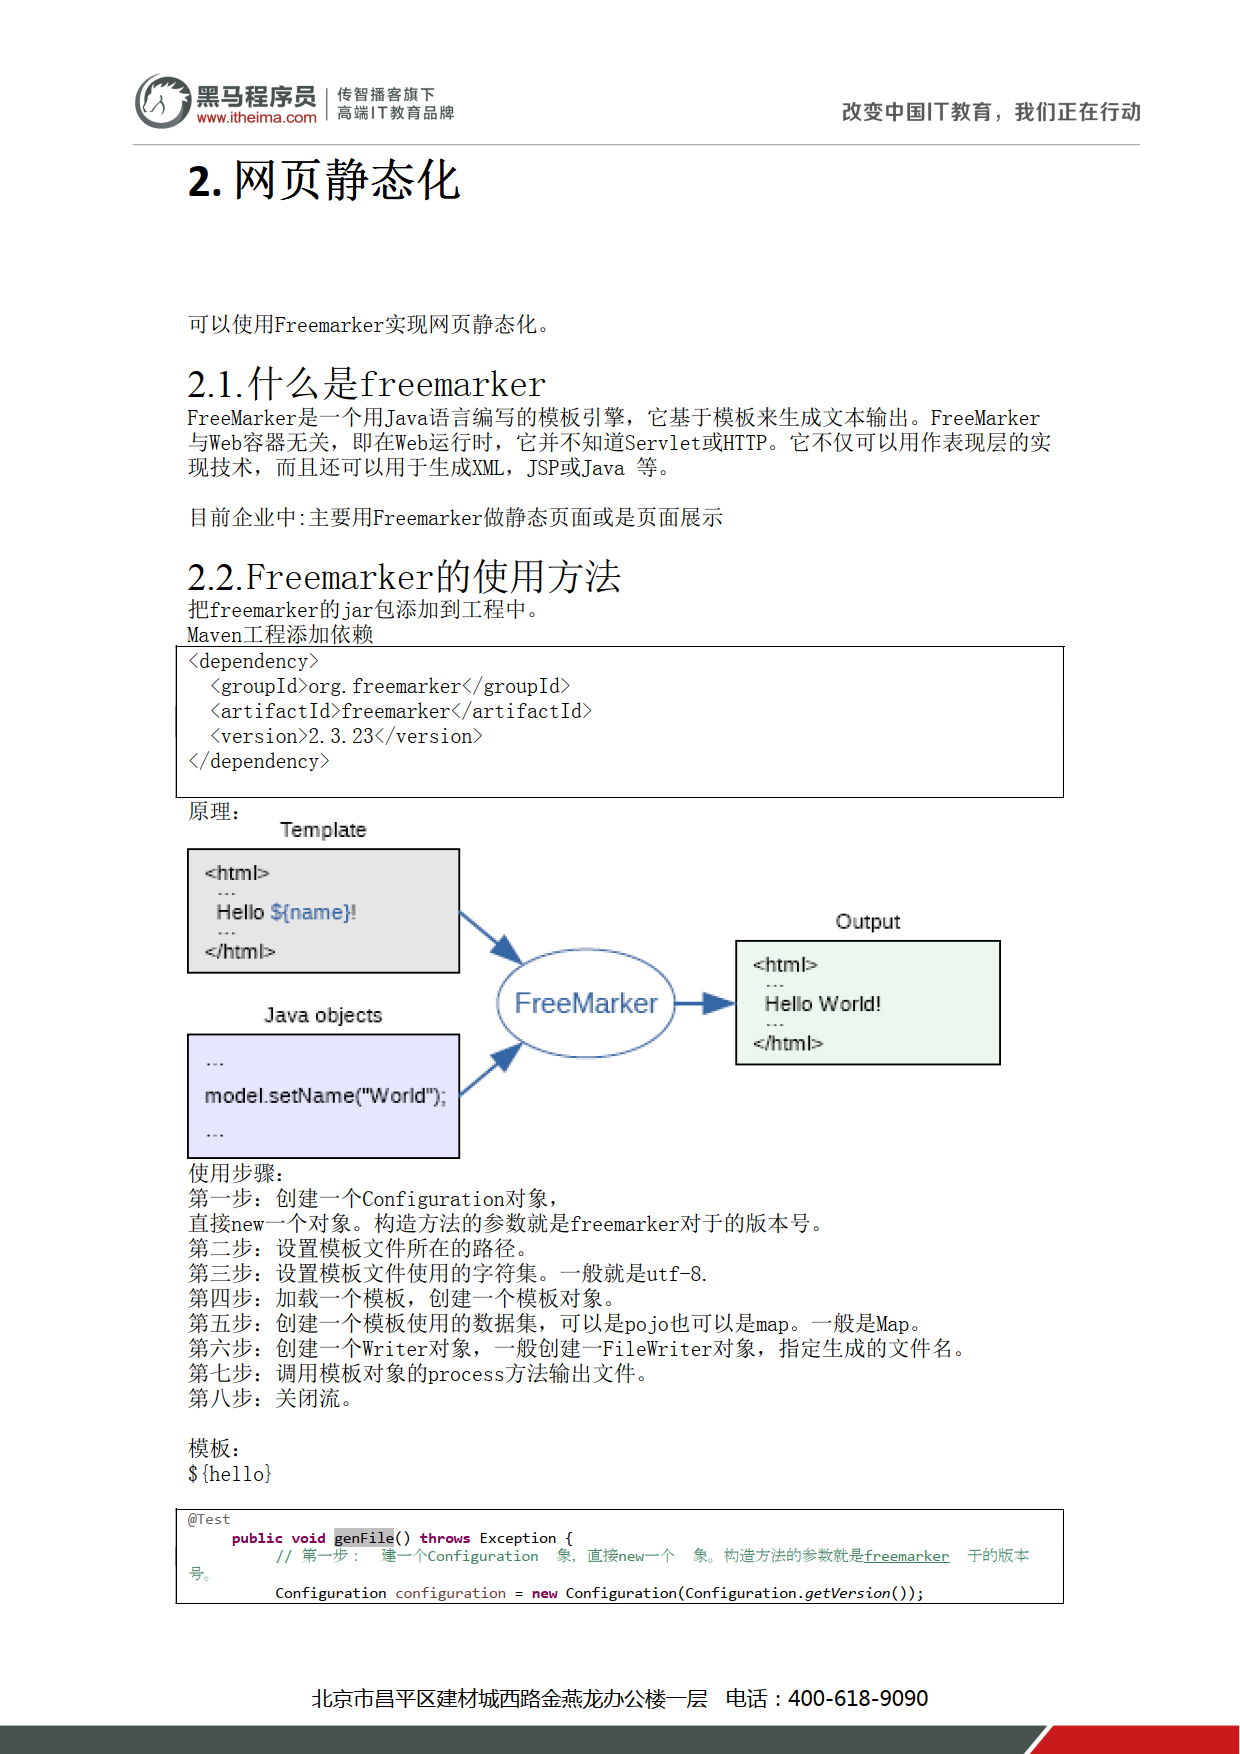 黑马程序员
www.itheima.com
传智播客旗下
高端IT教育品牌
改变中国IT教育，我们正在行动
2. 网页静态化
可以使用Freemarker实现网页静态化。
2.1.什么是freemarker
FreeMarker是一个用Java语言编写的模板引擎，它基于模板来生成文本输出。FreeMarker
与Web容器无关，即在Web运行时，它并不知道Servlet或HTTP。它不仅可以用作表现层的实
现技术，而且还可以用于生成XML，JSP或Java 等。
目前企业中:主要用Freemarker做静态页面或是页面展示
2.2.Freemarker的使用方法
把freemarker的jar包添加到工程中。
Maven工程添加依赖
<dependency>
  <groupId>org.freemarker</groupId>
  <artifactId>freemarker</artifactId>
  <version>2.3.23</version>
</dependency>
原理：
Template
<html>
...
Hello ${name}!
...
</html>
Java objects
...
model.setName("World");
...
FreeMarker
Output
<html>
...
Hello World!
...
</html>
使用步骤：
第一步：创建一个Configuration对象，
直接new一个对象。构造方法的参数就是freemarker对于的版本号。
第二步：设置模板文件所在的路径。
第三步：设置模板文件使用的字符集。一般就是utf-8.
第四步：加载一个模板，创建一个模板对象。
第五步：创建一个模板使用的数据集，可以是pojo也可以是map。一般是Map。
第六步：创建一个Writer对象，一般创建一FileWriter对象，指定生成的文件名。
第七步：调用模板对象的process方法输出文件。
第八步：关闭流。
模板：
${hello}
@Test
public void genFile() throws Exception {
// 第一步： 建一个Configuration 象，直接new一个 象。构造方法的参数就是freemarker 于的版本
号。
Configuration configuration = new Configuration(Configuration.getVersion());
北京市昌平区建材城西路金燕龙办公楼一层 电话：400-618-9090